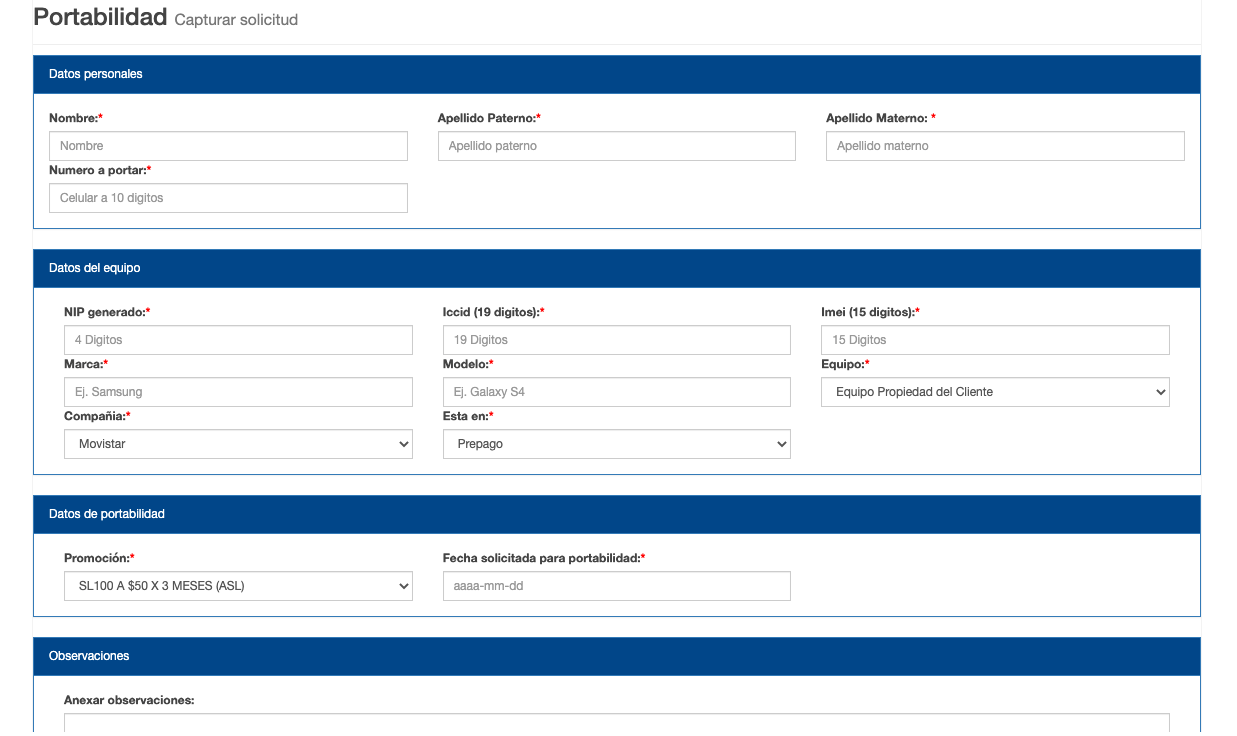 Portabilidad Capturar solicitud
Datos personales
Nombre:* Apellido Paterno:* Apellido Materno: *
Nombre Apellido paterno Apellido materno
Numero a portar:*
Celular a 10 digitos
Datos del equipo
NIP generado:* Iccid (19 digitos):* Imei (15 digitos):*
4 Digitos 19 Digitos 15 Digitos
Marca:* Modelo:* Equipo:*
Ej. Samsung Ej. Galaxy S4 Equipo Propiedad del Cliente
Compañia:* Esta en:*
Movistar Prepago
Datos de portabilidad
Promoción:* Fecha solicitada para portabilidad:*
SL100 A $50 X 3 MESES (ASL) aaaa-mm-dd
Observaciones
Anexar observaciones: